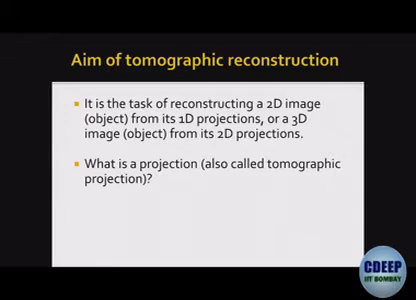 Aim of tomographic reconstruction
It is the task of reconstructing a 2D image
(object) from its 1D projections, or a 3D
image (object) from its 2D projections.
What is a projection (also called tomographic
projection)?
CDEEP
IIT BOMBAY